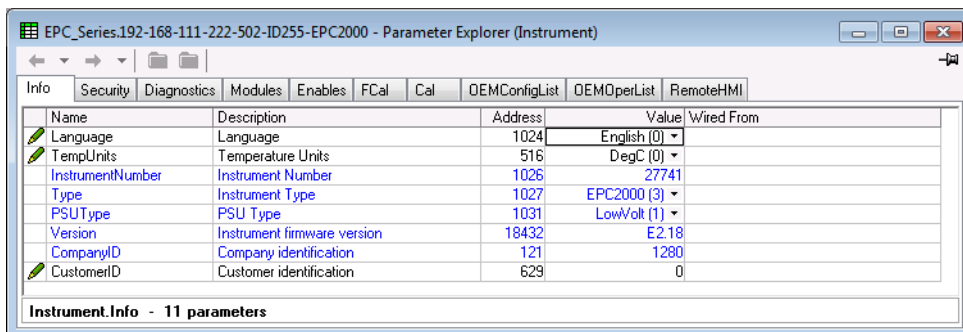 EPC_Series.192-168-111-222-502-ID255-EPC2000 - Parameter Explorer (Instrument)
Info Security Diagnostics Modules Enables FCal Cal OEMConfigList OEMOperList RemoteHMI
Name Description Address Value Wired From
Language Language 1024 English (0)
TempUnits Temperature Units 516 DegC (0)
InstrumentNumber Instrument Number 1026 27741
Type Instrument Type 1027 EPC2000 (3)
PSUType PSU Type 1031 LowVolt (1)
Version Instrument firmware version 18432 E2.18
CompanyID Company identification 121 1280
CustomerID Customer identification 629 0
Instrument.Info - 11 parameters